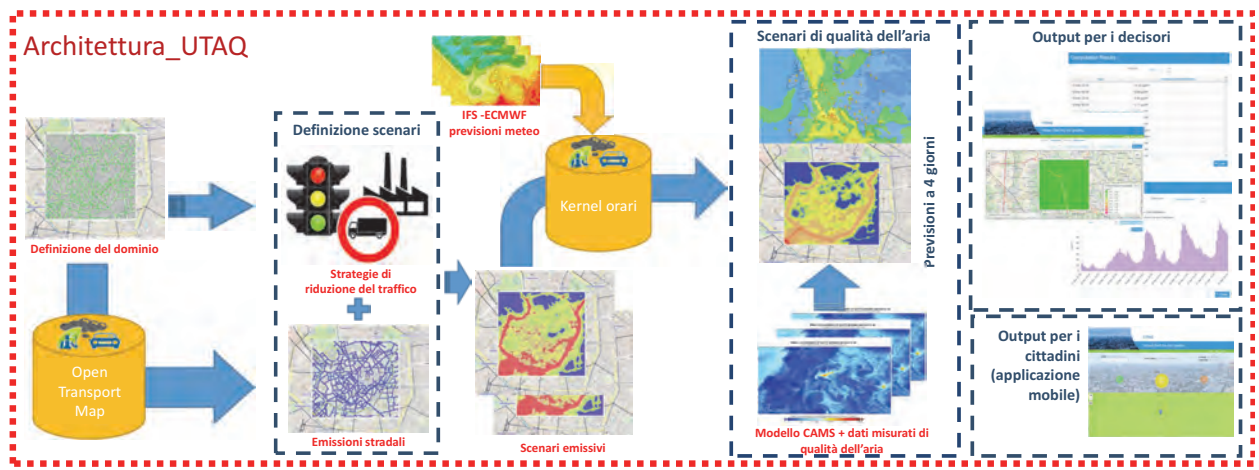 Architettura_UTAQ
Definizione del dominio
Open
Transport
Map
Definizione scenari
Strategie di
riduzione del traffico
Emissioni stradali
IFS -ECMWF
previsioni meteo
Kernel orari
Scenari emissivi
Scenari di qualità dell'aria
Previsioni a 4 giorni
Modello CAMS + dati misurati di
qualità dell'aria
Output per i decisori
Output per i
cittadini
(applicazione
mobile)